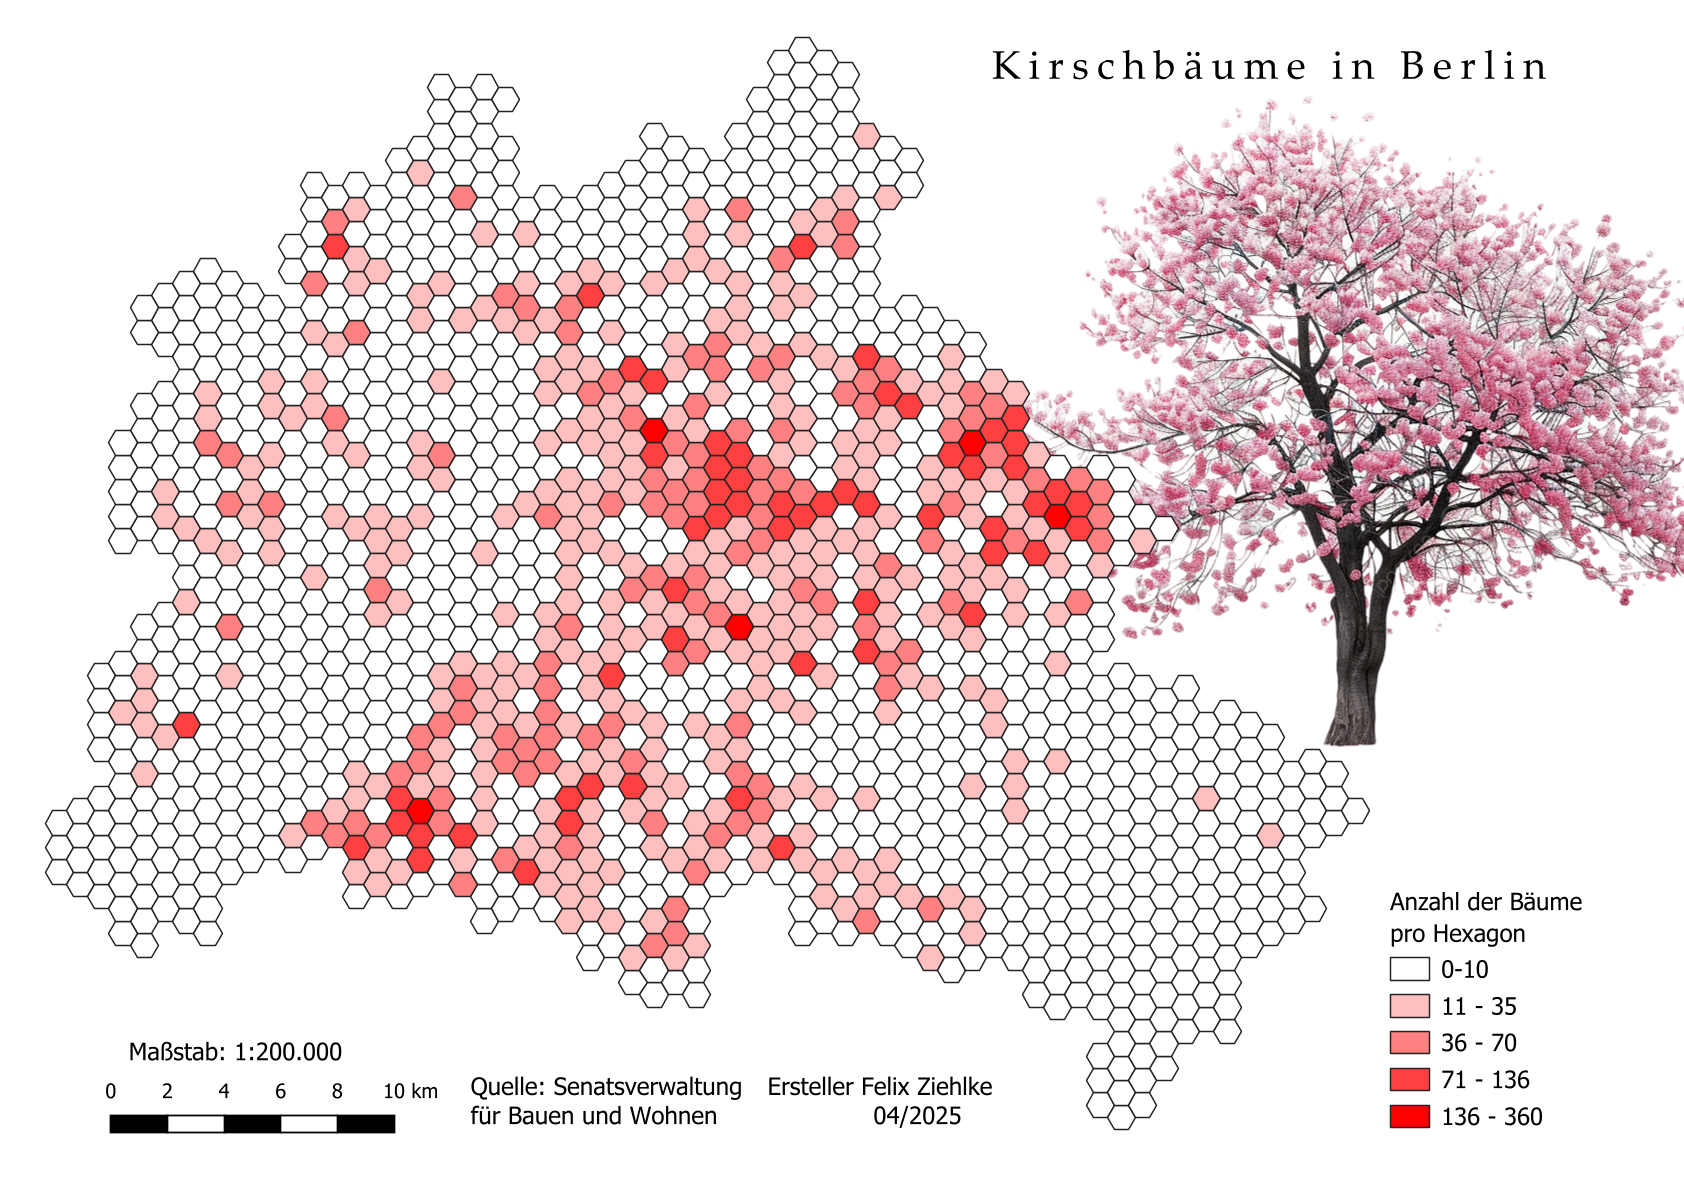 Kirschbäume in Berlin
Anzahl der Bäume
pro Hexagon
0-10
11 - 35
36 - 70
71 - 136
136 - 360
Maßstab: 1:200.000
0 2 4 6 8 10 km
Quelle: Senatsverwaltung
für Bauen und Wohnen
Ersteller Felix Ziehlke
04/2025